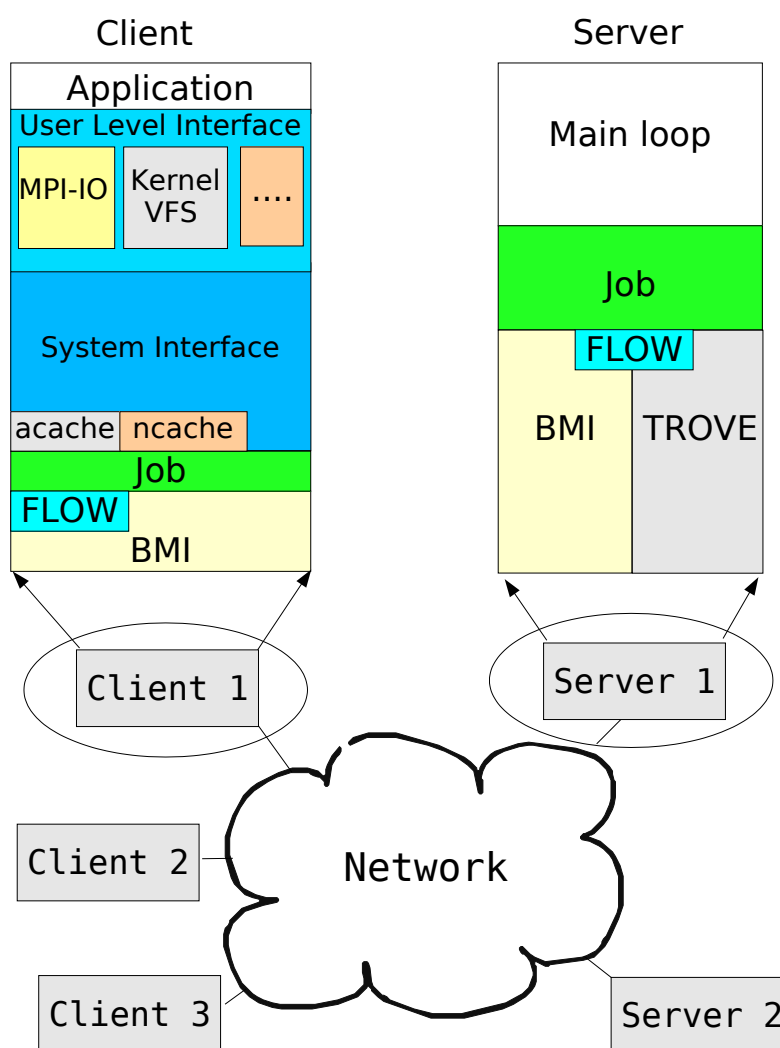 Client
Application
User Level Interface
MPI-IO
Kernel
VFS
....
System Interface
acache
ncache
Job
FLOW
BMI
Server
Main loop
Job
FLOW
BMI
TROVE
Client 1
Server 1
Client 2
Network
Client 3
Server 2